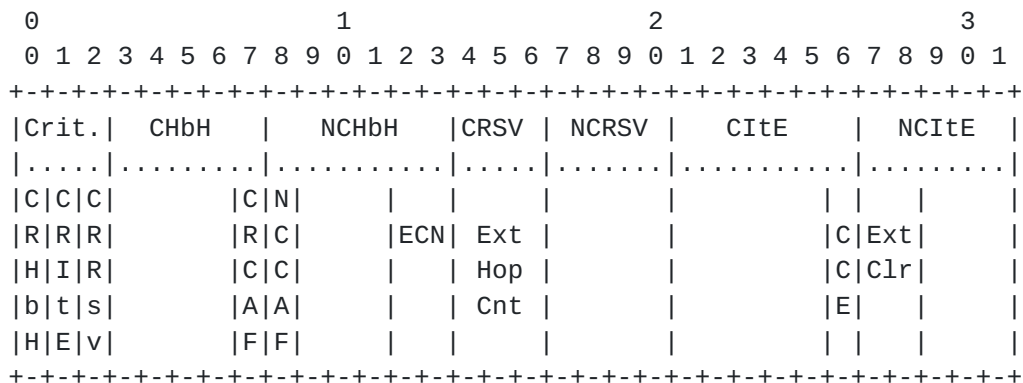 0                   1                   2                   3
 0 1 2 3 4 5 6 7 8 9 0 1 2 3 4 5 6 7 8 9 0 1 2 3 4 5 6 7 8 9 0 1
+-+-+-+-+-+-+-+-+-+-+-+-+-+-+-+-+-+-+-+-+-+-+-+-+-+-+-+-+-+-+-+-+
|Crit.|  CHbH   |   NCHbH   |CRSV | NCRSV |   CItE    |  NCItE  |
|.....|.........|...........|.....|.......|...........|.........|
|C|C|C|       |C|N|     |   |     |       |         | |   |     |
|R|R|R|       |R|C|     |ECN| Ext |       |         |C|Ext|     |
|H|I|R|       |C|C|     |   | Hop |       |         |C|Clr|     |
|b|t|s|       |A|A|     |   | Cnt |       |         |E|   |     |
|H|E|v|       |F|F|     |   |     |       |         | |   |     |
+-+-+-+-+-+-+-+-+-+-+-+-+-+-+-+-+-+-+-+-+-+-+-+-+-+-+-+-+-+-+-+-+